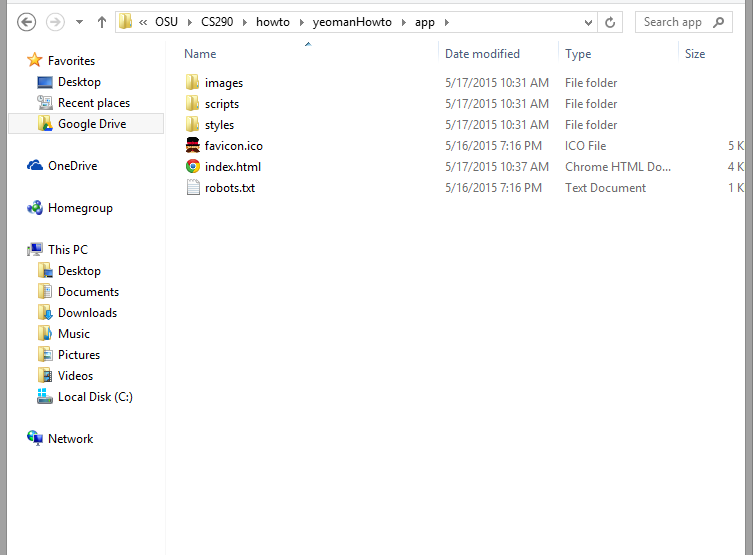 « OSU › CS290 › howto › yeomanHowto › app › Search app
Name Date modified Type Size
Favorites
Desktop
Recent places
Google Drive
OneDrive
Homegroup
This PC
Desktop
Documents
Downloads
Music
Pictures
Videos
Local Disk (C:)
Network
images 5/17/2015 10:31 AM File folder
scripts 5/17/2015 10:31 AM File folder
styles 5/17/2015 10:31 AM File folder
favicon.ico 5/16/2015 7:16 PM ICO File 5 K
index.html 5/17/2015 10:37 AM Chrome HTML Do... 4 K
robots.txt 5/16/2015 7:16 PM Text Document 1 K